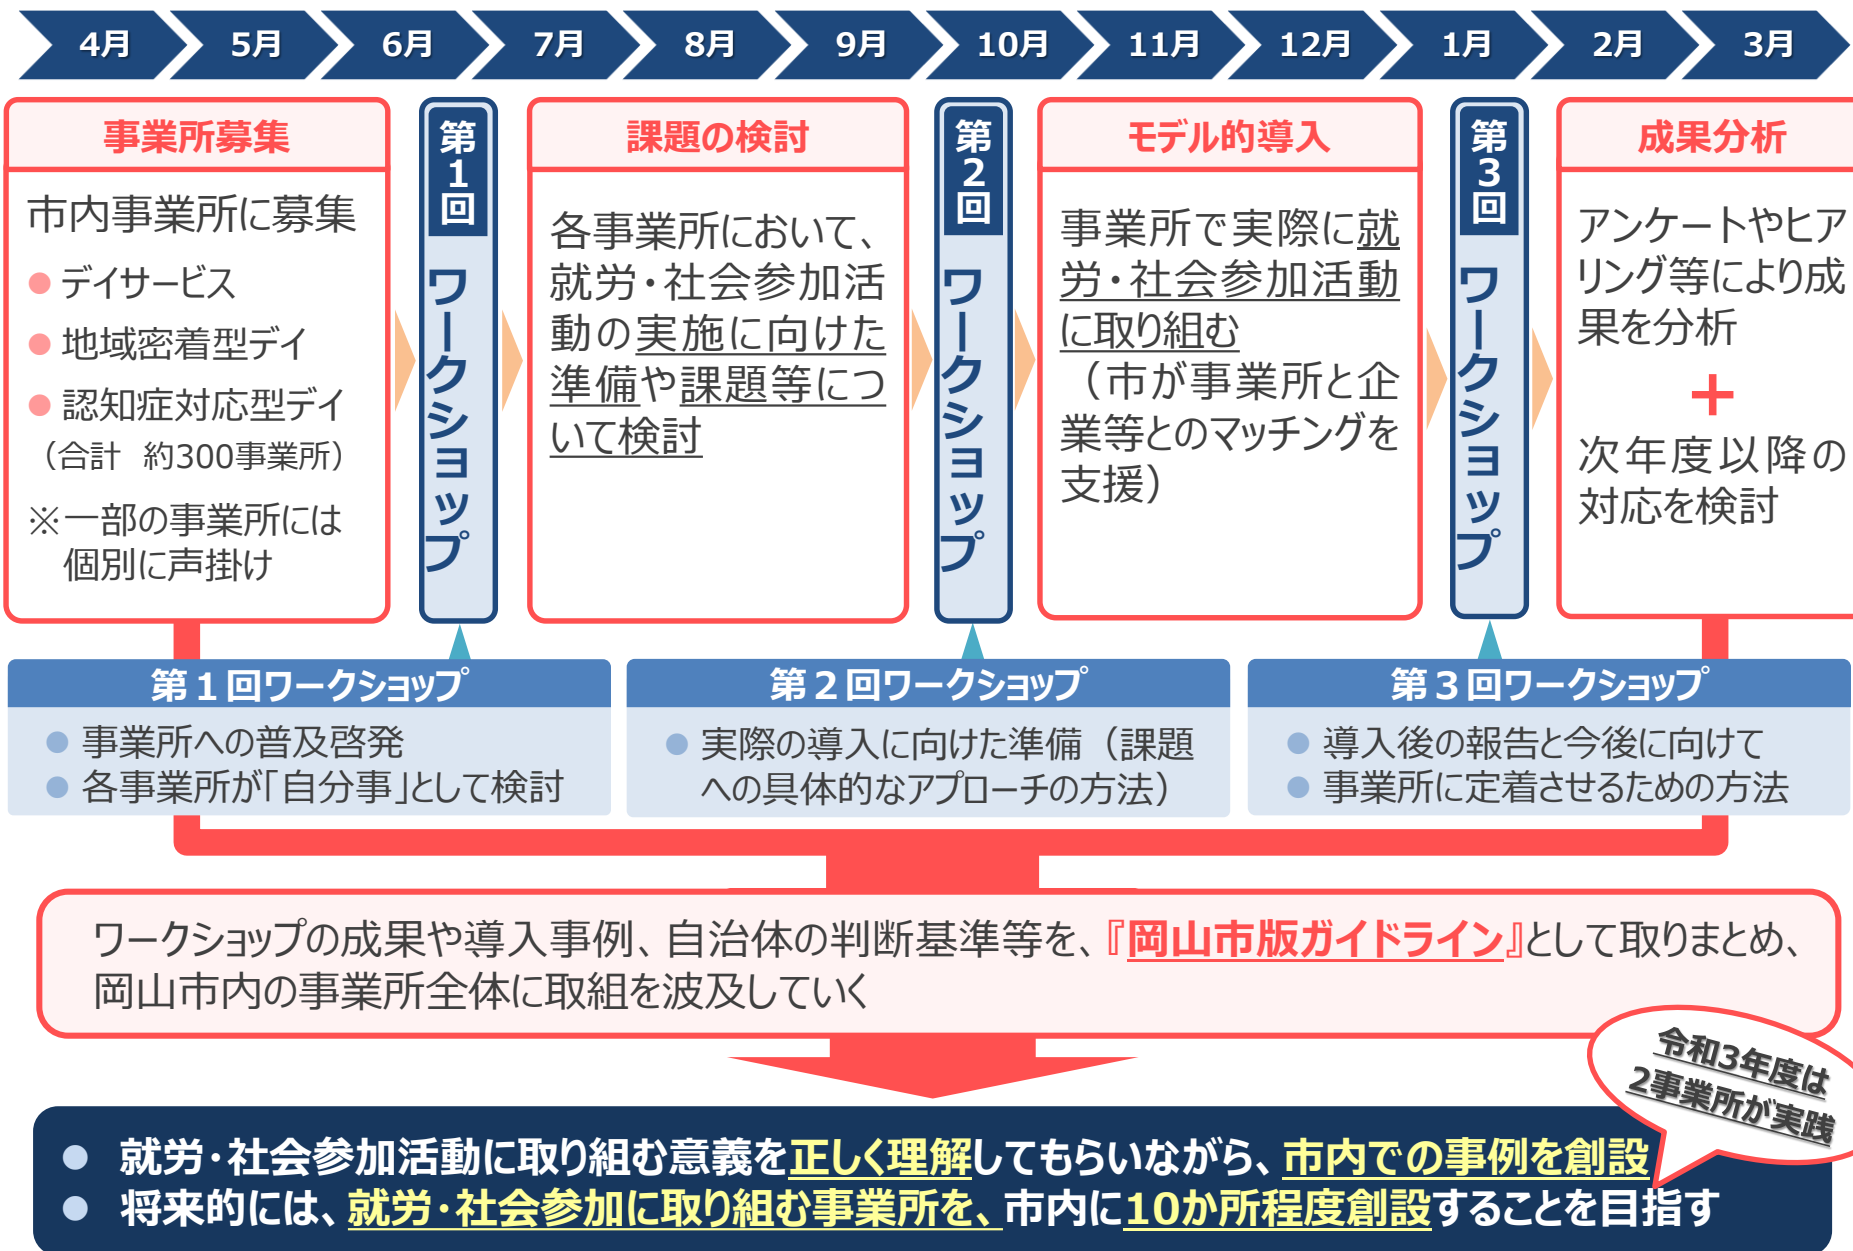 4月 5月 6月 7月 8月 9月 10月 11月 12月 1月 2月 3月
事業所募集
市内事業所に募集
● デイサービス
● 地域密着型デイ
● 認知症対応型デイ
（合計　約300事業所）
※一部の事業所には
個別に声掛け
第1回
ワークショップ
課題の検討
各事業所において、
就労・社会参加活
動の実施に向けた
準備や課題等につ
いて検討
第2回
ワークショップ
モデル的導入
事業所で実際に就
労・社会参加活動
に取り組む
（市が事業所と企
業等とのマッチングを
支援）
第3回
ワークショップ
成果分析
アンケートやヒア
リング等により成
果を分析
＋
次年度以降の
対応を検討
第１回ワークショップ
● 事業所への普及啓発
● 各事業所が「自分事」として検討
第２回ワークショップ
● 実際の導入に向けた準備（課題
への具体的なアプローチの方法）
第３回ワークショップ
● 導入後の報告と今後に向けて
● 事業所に定着させるための方法
ワークショップの成果や導入事例、自治体の判断基準等を、『岡山市版ガイドライン』として取りまとめ、
岡山市内の事業所全体に取組を波及していく
令和3年度は
2事業所が実践
● 就労・社会参加活動に取り組む意義を正しく理解してもらいながら、市内での事例を創設
● 将来的には、就労・社会参加に取り組む事業所を、市内に10か所程度創設することを目指す